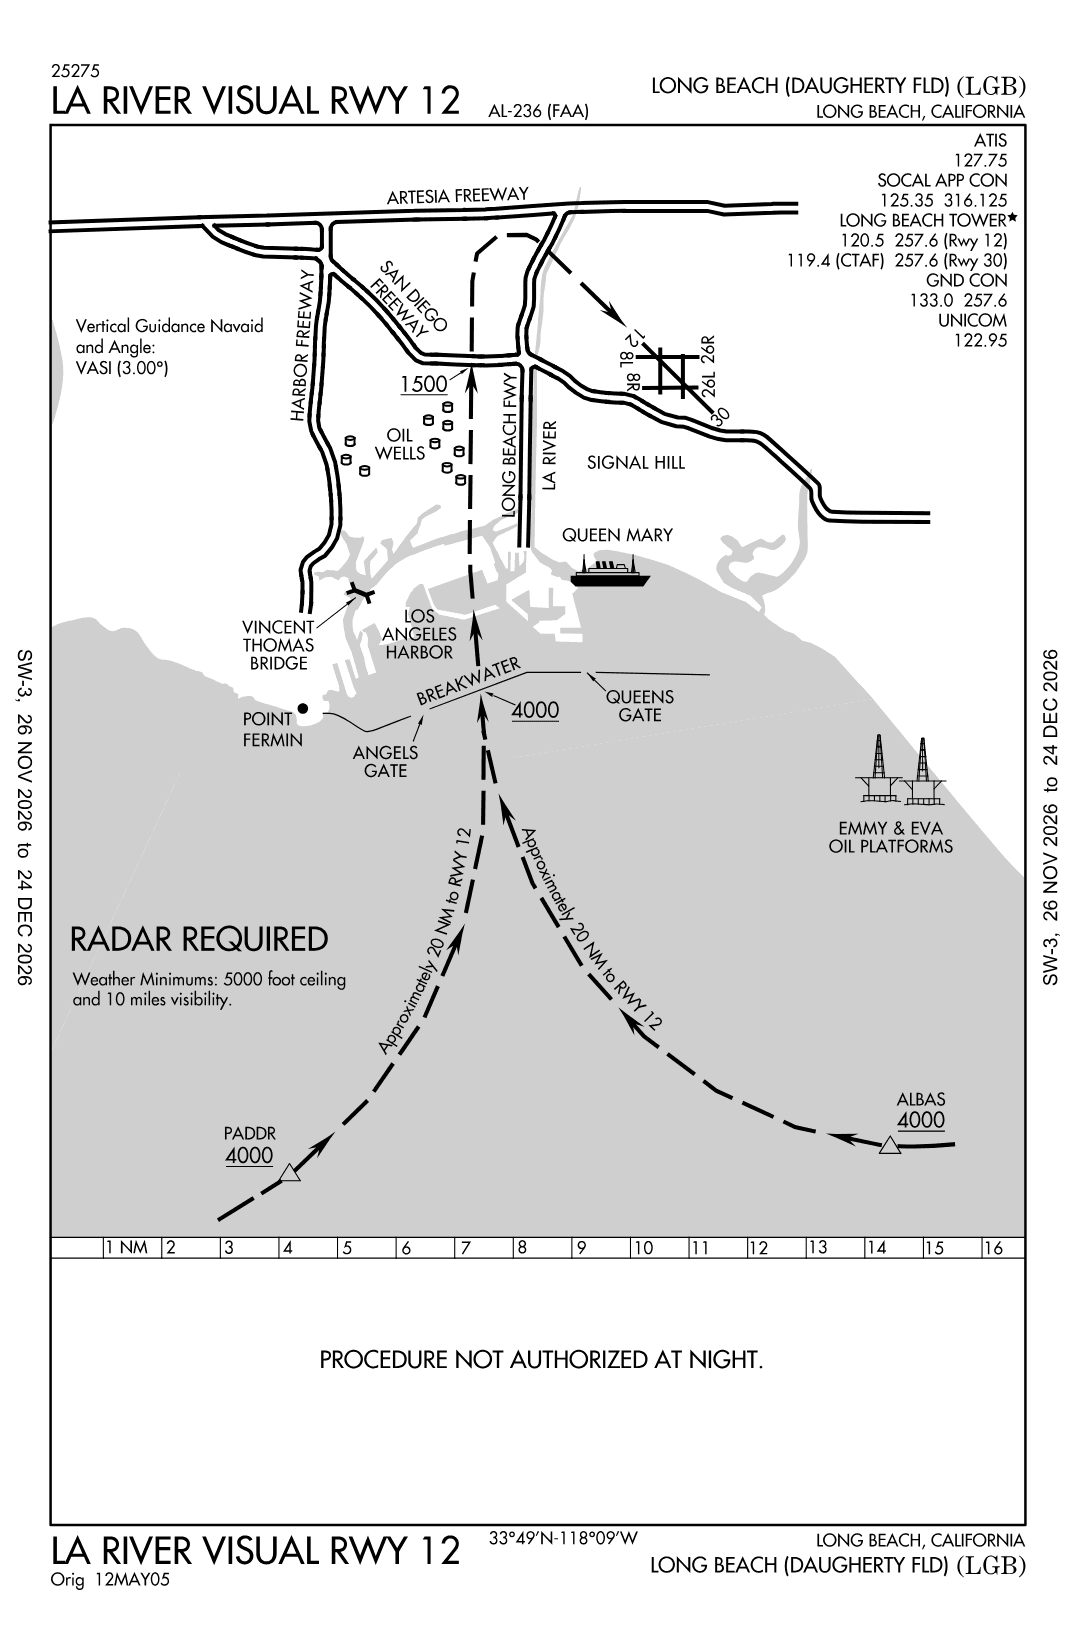 25275
LA RIVER VISUAL RWY 12
AL-236 (FAA)
LONG BEACH (DAUGHERTY FLD) (LGB)
LONG BEACH, CALIFORNIA
ATIS
127.75
SOCAL APP CON
125.35 316.125
LONG BEACH TOWER★
120.5 257.6 (Rwy 12)
119.4 (CTAF) 257.6 (Rwy 30)
GND CON
133.0 257.6
UNICOM
122.95
ARTESIA FREEWAY
SAN DIEGO
FREEWAY
HARBOR FREEWAY
Vertical Guidance Navaid
and Angle:
VASI (3.00°)
12
8L
26R
8R
26L
30
1500
LONG BEACH FWY
LA RIVER
OIL
WELLS
SIGNAL HILL
QUEEN MARY
VINCENT
THOMAS
BRIDGE
LOS
ANGELES
HARBOR
BREAKWATER
QUEENS
GATE
4000
POINT
FERMIN
ANGELS
GATE
EMMY & EVA
OIL PLATFORMS
Approximately 20 NM to RWY 12
Approximately 20 NM to RWY 12
RADAR REQUIRED
Weather Minimums: 5000 foot ceiling
and 10 miles visibility.
PADDR
4000
ALBAS
4000
1 NM 2 3 4 5 6 7 8 9 10 11 12 13 14 15 16
PROCEDURE NOT AUTHORIZED AT NIGHT.
SW-3, 26 NOV 2026 to 24 DEC 2026
SW-3, 26 NOV 2026 to 24 DEC 2026
LA RIVER VISUAL RWY 12
Orig 12MAY05
33°49'N-118°09'W
LONG BEACH, CALIFORNIA
LONG BEACH (DAUGHERTY FLD) (LGB)